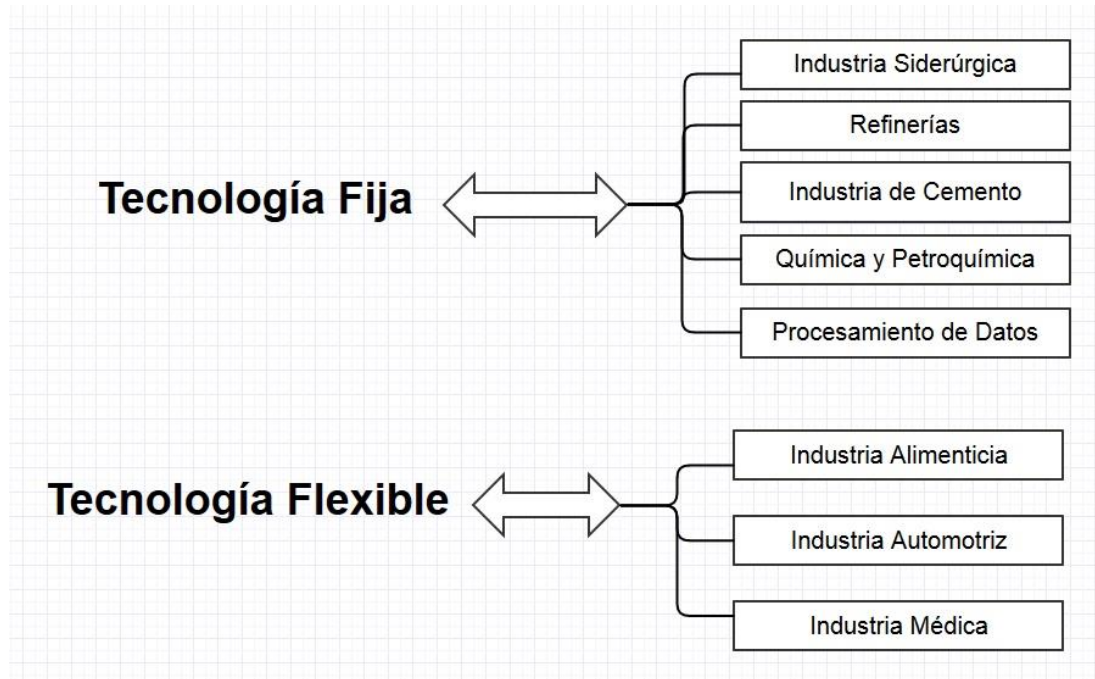 Tecnología Fija
Industria Siderúrgica
Refinerías
Industria de Cemento
Química y Petroquímica
Procesamiento de Datos
Tecnología Flexible
Industria Alimenticia
Industria Automotriz
Industria Médica